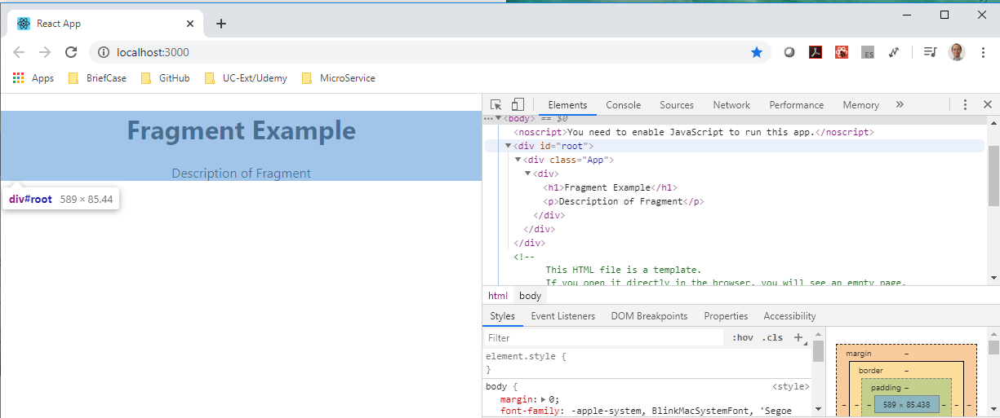 React App
localhost:3000
ES
Apps BriefCase GitHub UC-Ext/Udemy MicroService
Fragment Example
Description of Fragment
div#root 589 × 85.44
Elements Console Sources Network Performance Memory »
<body> == $0
<noscript>You need to enable JavaScript to run this app.</noscript>
<div id="root">
<div class="App">
<div>
<h1>Fragment Example</h1>
<p>Description of Fragment</p>
</div>
</div>
</div>
<!--
This HTML file is a template.
If you open it directly in the browser, you will see an empty page.
html body
Styles Event Listeners DOM Breakpoints Properties Accessibility
Filter :hov .cls +
element.style {
}
body { <style>
margin: 0;
font-family: -apple-system, BlinkMacSystemFont, 'Segoe
margin –
border –
padding –
– – – 589 × 85.438 – – –